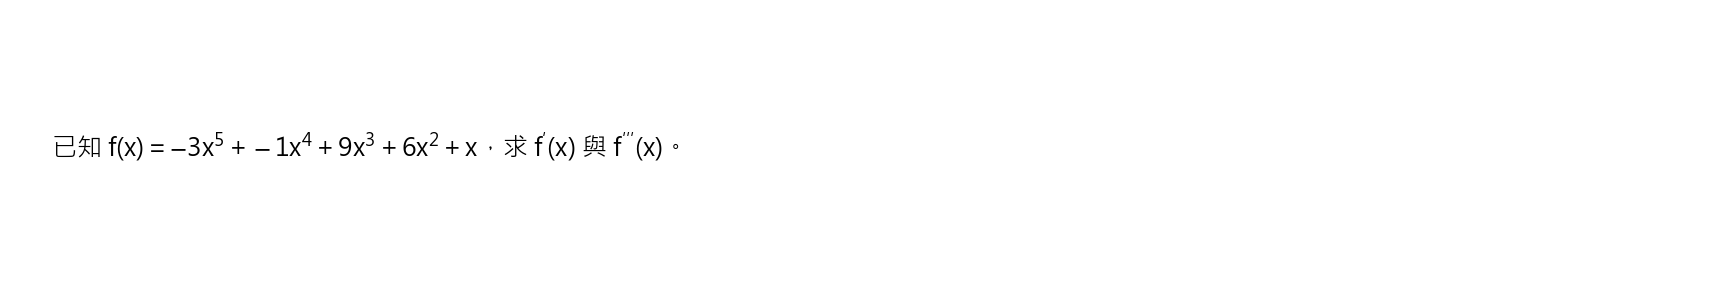 已知 f(x) = −3x⁵ + − 1x⁴ + 9x³ + 6x² + x，求 f′(x) 與 f′′′(x)。